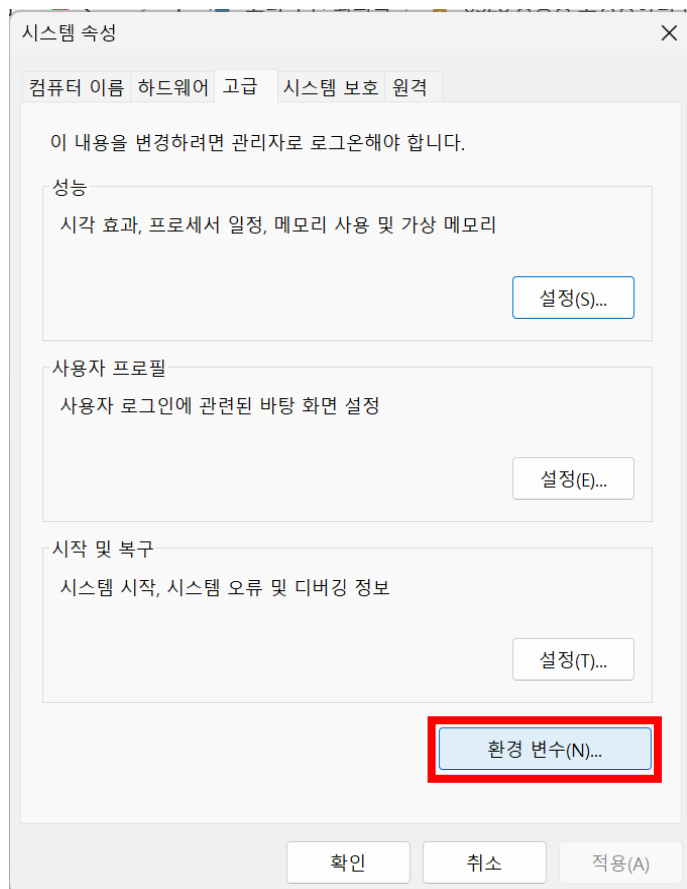 시스템 속성
컴퓨터 이름 하드웨어 고급 시스템 보호 원격
이 내용을 변경하려면 관리자로 로그온해야 합니다.
성능
시각 효과, 프로세서 일정, 메모리 사용 및 가상 메모리
설정(S)...
사용자 프로필
사용자 로그인에 관련된 바탕 화면 설정
설정(E)...
시작 및 복구
시스템 시작, 시스템 오류 및 디버깅 정보
설정(T)...
환경 변수(N)...
확인 취소 적용(A)